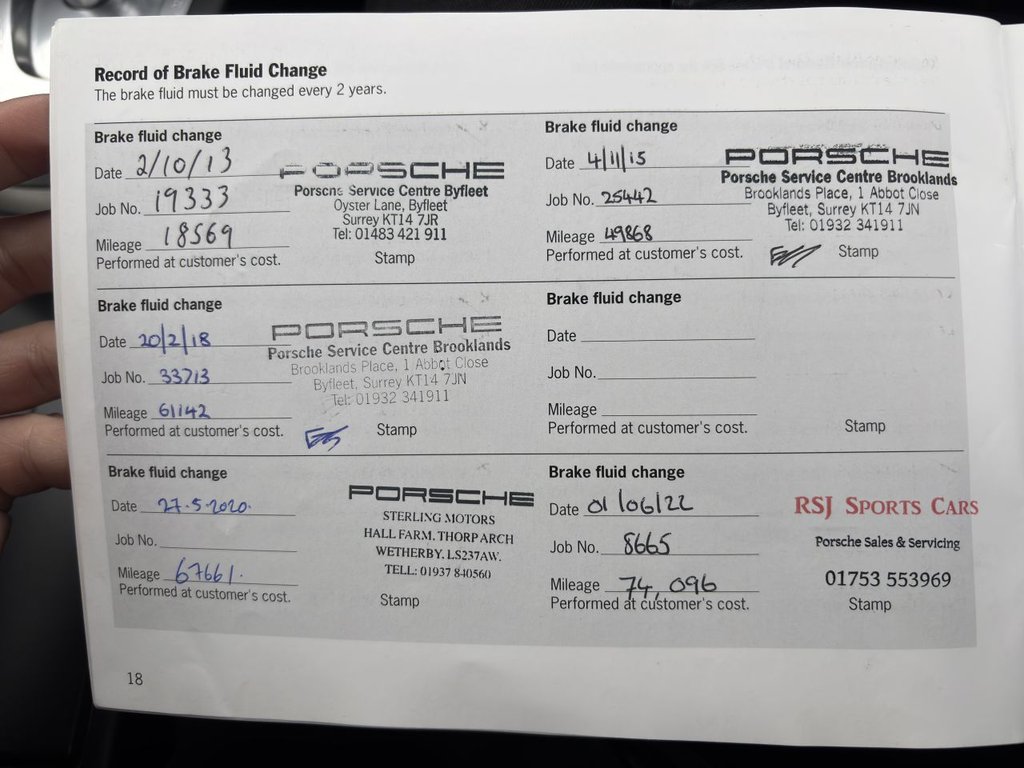 Record of Brake Fluid Change
The brake fluid must be changed every 2 years.
Brake fluid change
Date 2/10/13
Job No. 19333
Mileage 18569
Performed at customer's cost.
PORSCHE
Porsche Service Centre Byfleet
Oyster Lane, Byfleet
Surrey KT14 7JR
Tel: 01483 421 911
Stamp
Brake fluid change
Date 4/11/15
Job No. 25442
Mileage 49868
Performed at customer's cost.
PORSCHE
Porsche Service Centre Brooklands
Brooklands Place, 1 Abbot Close
Byfleet, Surrey KT14 7JN
Tel: 01932 341911
Stamp
Brake fluid change
Date 20/2/18
Job No. 33713
Mileage 61142
Performed at customer's cost.
PORSCHE
Porsche Service Centre Brooklands
Brooklands Place, 1 Abbot Close
Byfleet, Surrey KT14 7JN
Tel: 01932 341911
Stamp
Brake fluid change
Date
Job No.
Mileage
Performed at customer's cost.
Stamp
Brake fluid change
Date 27.5.2020.
Job No.
Mileage 67661.
Performed at customer's cost.
PORSCHE
STERLING MOTORS
HALL FARM, THORP ARCH
WETHERBY. LS237AW.
TELL: 01937 840560
Stamp
Brake fluid change
Date 01/06/22
Job No. 8665
Mileage 74,096
Performed at customer's cost.
RSJ SPORTS CARS
Porsche Sales & Servicing
01753 553969
Stamp
18